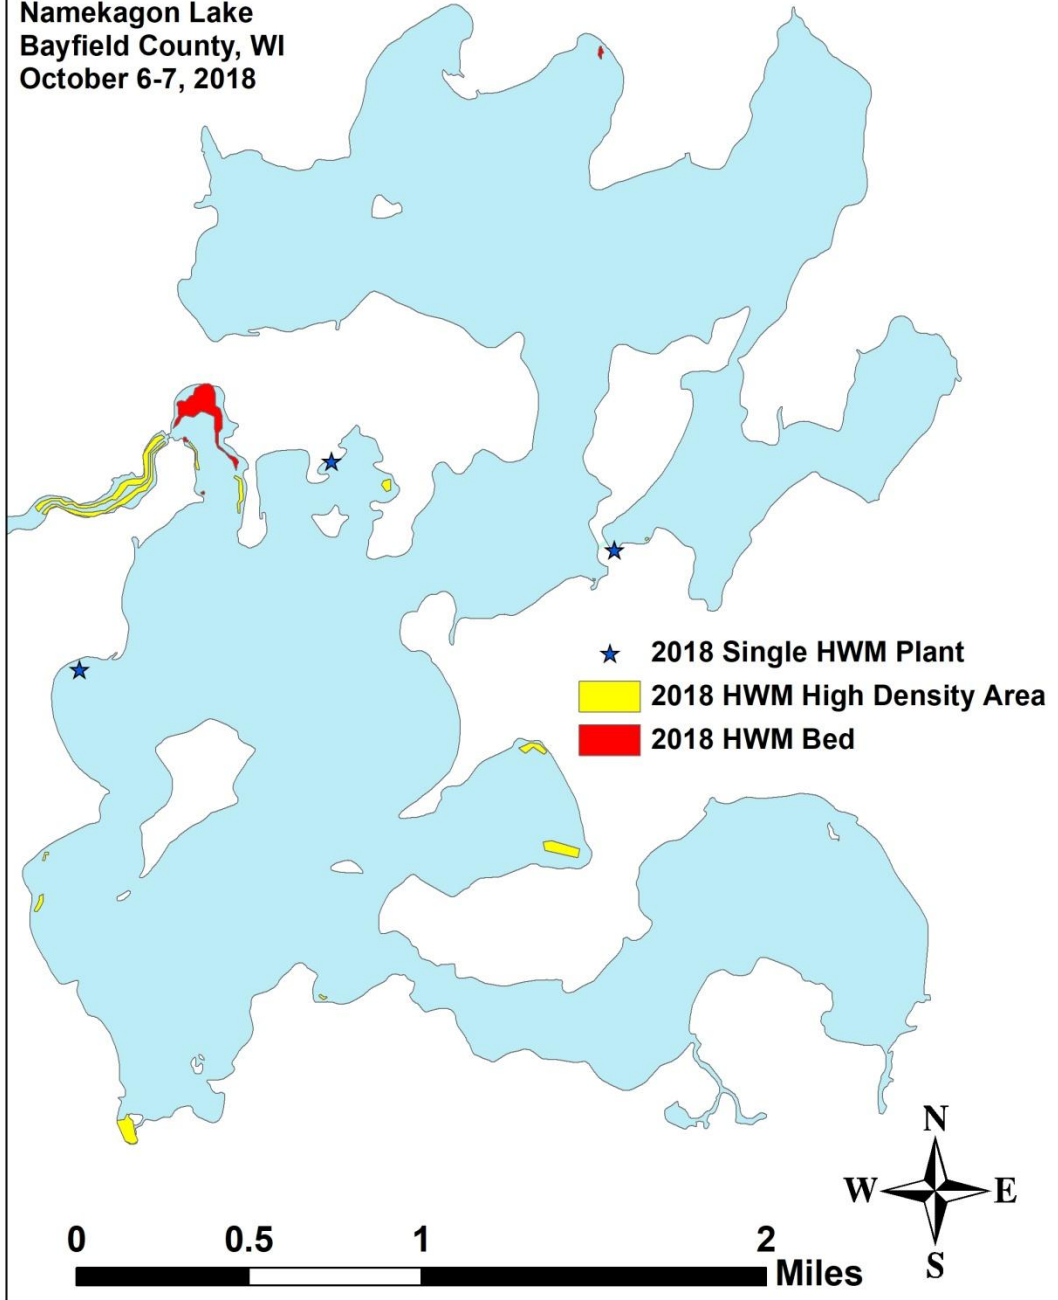 Namekagon Lake
Bayfield County, WI
October 6-7, 2018
2018 Single HWM Plant
2018 HWM High Density Area
2018 HWM Bed
N
W E
S
0 0.5 1 2
Miles